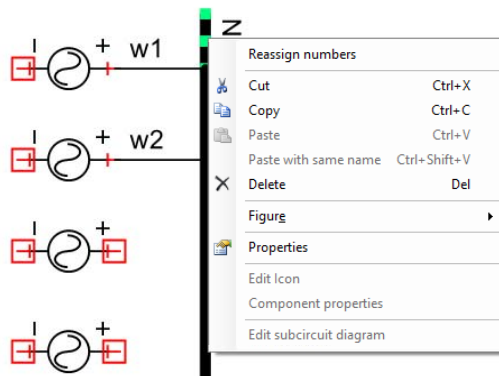 w1
w2
Z
Reassign numbers
Cut Ctrl+X
Copy Ctrl+C
Paste Ctrl+V
Paste with same name Ctrl+Shift+V
Delete Del
Figure
Properties
Edit Icon
Component properties
Edit subcircuit diagram